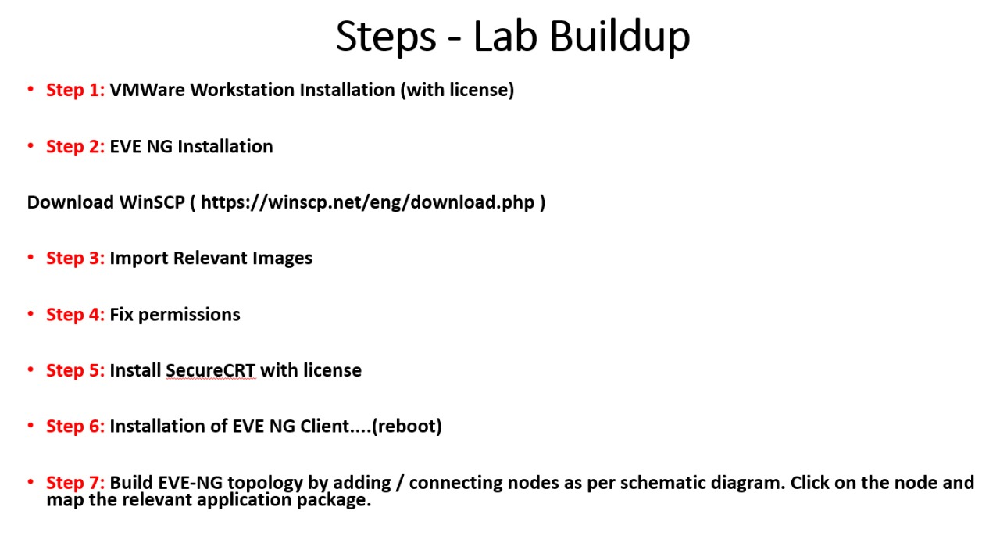 Steps - Lab Buildup
• Step 1: VMWare Workstation Installation (with license)
• Step 2: EVE NG Installation
Download WinSCP ( https://winscp.net/eng/download.php )
• Step 3: Import Relevant Images
• Step 4: Fix permissions
• Step 5: Install SecureCRT with license
• Step 6: Installation of EVE NG Client....(reboot)
• Step 7: Build EVE-NG topology by adding / connecting nodes as per schematic diagram. Click on the node and
map the relevant application package.